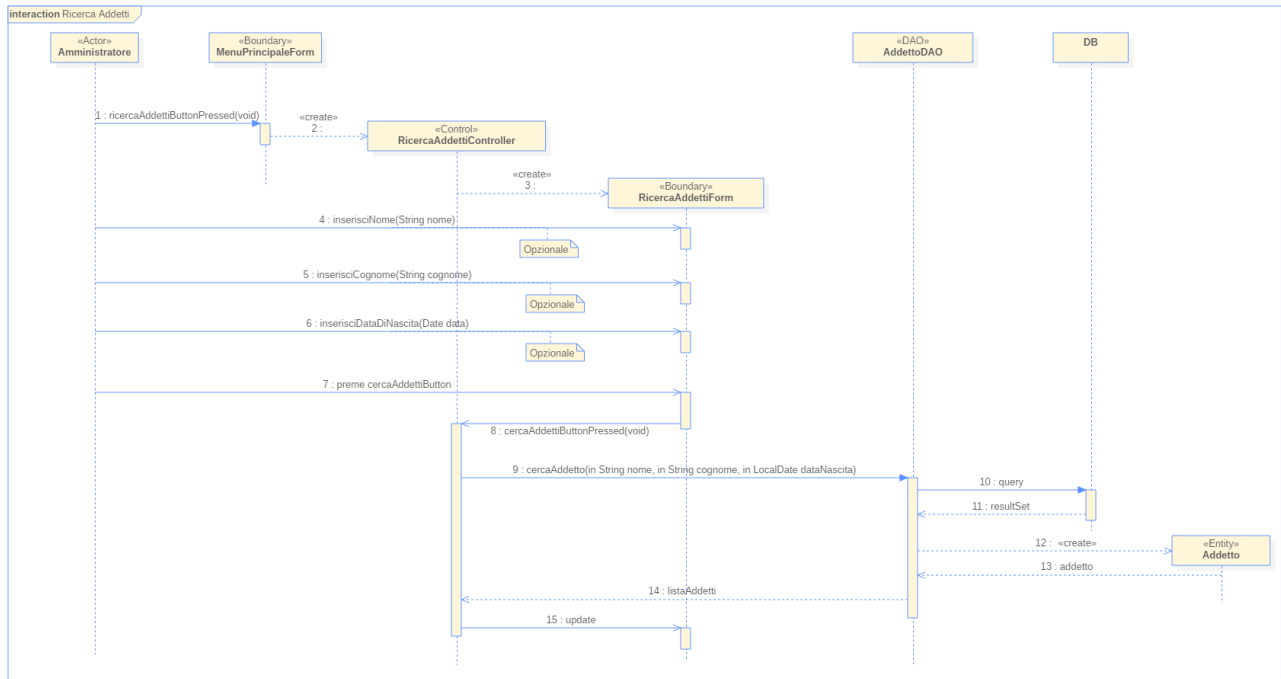 interaction Ricerca Addetti
«Actor»
Amministratore
«Boundary»
MenuPrincipaleForm
«DAO»
AddettoDAO
DB
1 : ricercaAddettiButtonPressed(void)
«create»
2 :
«Control»
RicercaAddettiController
«create»
3 :
«Boundary»
RicercaAddettiForm
4 : inserisciNome(String nome)
Opzionale
5 : inserisciCognome(String cognome)
Opzionale
6 : inserisciDataDiNascita(Date data)
Opzionale
7 : preme cercaAddettiButton
8 : cercaAddettiButtonPressed(void)
9 : cercaAddetto(in String nome, in String cognome, in LocalDate dataNascita)
10 : query
11 : resultSet
12 : «create»
«Entity»
Addetto
13 : addetto
14 : listaAddetti
15 : update